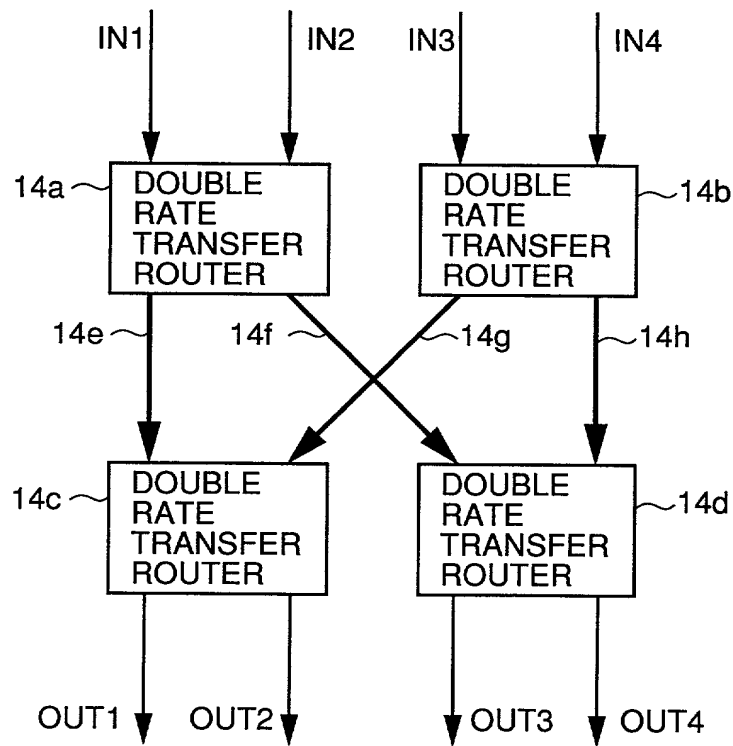 IN1
IN2
IN3
IN4
14a
DOUBLE
RATE
TRANSFER
ROUTER
DOUBLE
RATE
TRANSFER
ROUTER
14b
14e
14f
14g
14h
14c
DOUBLE
RATE
TRANSFER
ROUTER
DOUBLE
RATE
TRANSFER
ROUTER
14d
OUT1
OUT2
OUT3
OUT4